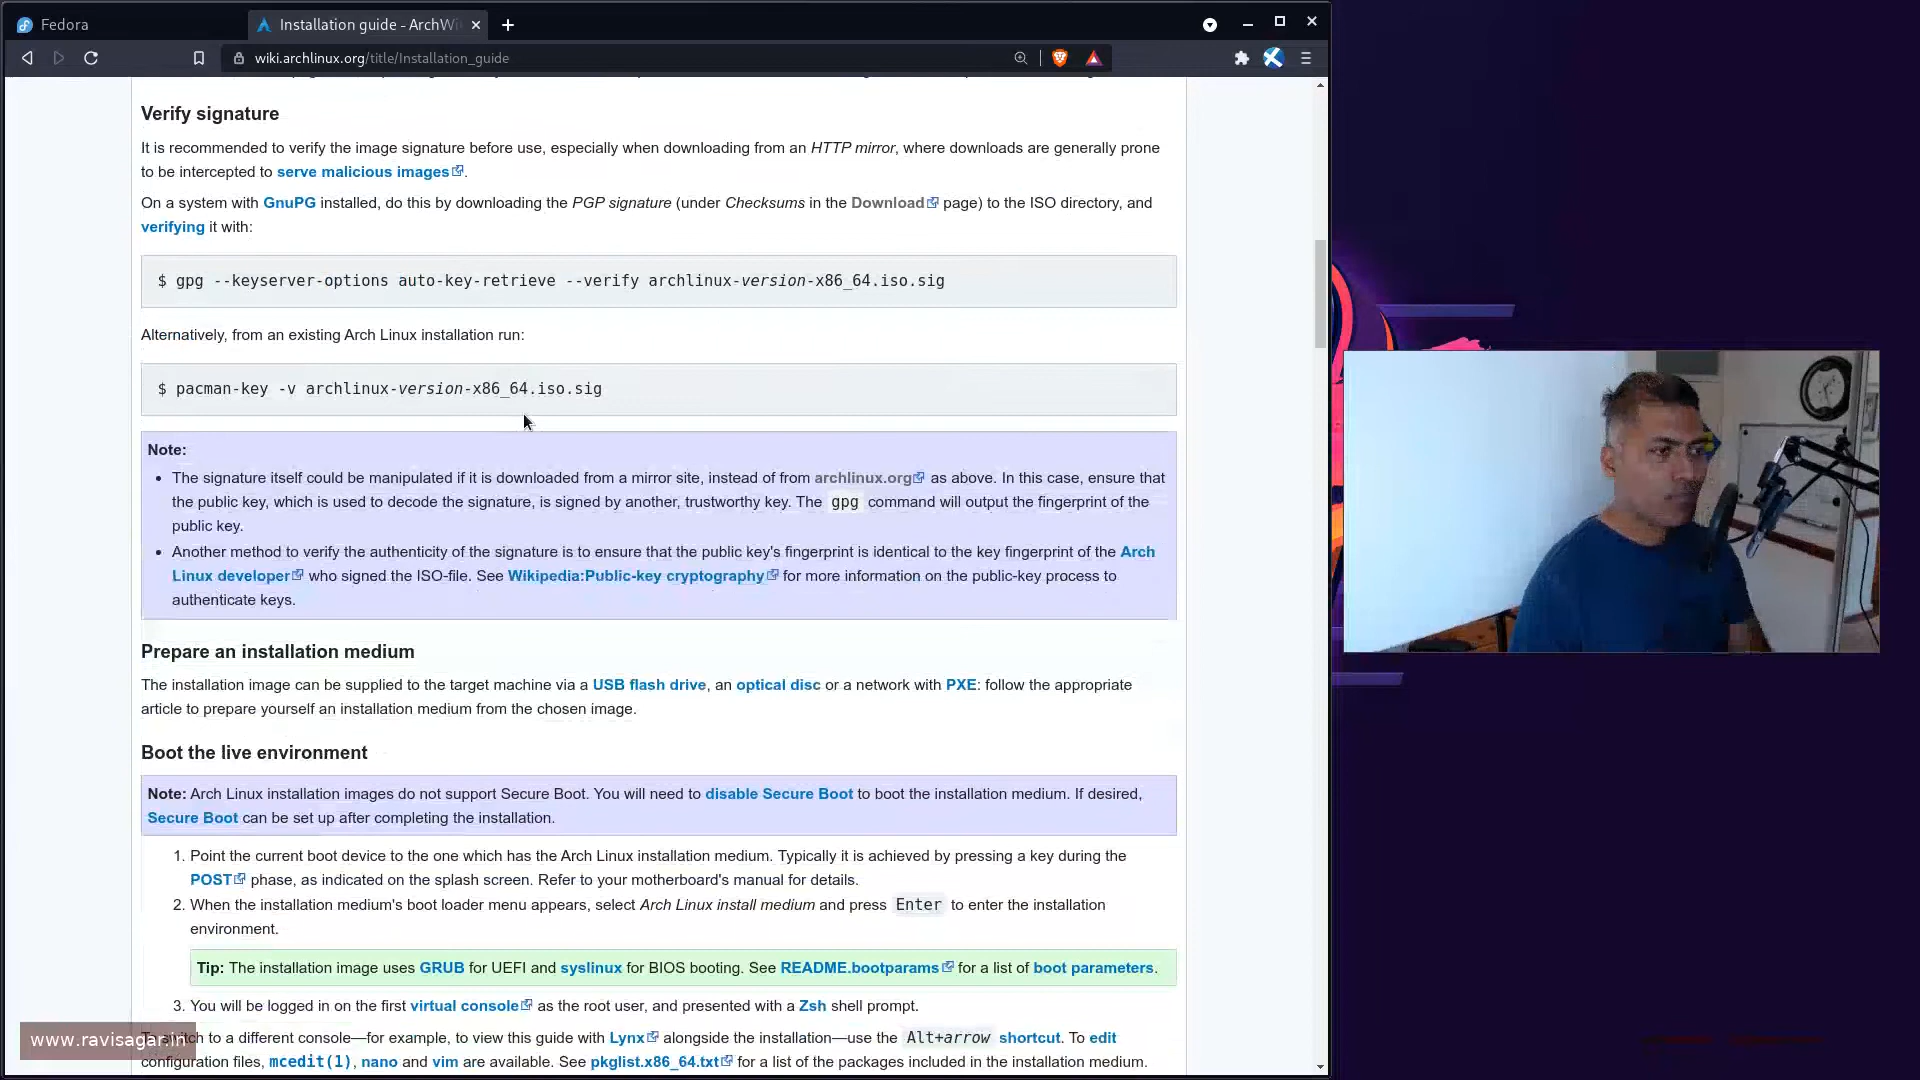 Fedora
Installation guide - ArchWi
wiki.archlinux.org/title/Installation_guide
Verify signature
It is recommended to verify the image signature before use, especially when downloading from an HTTP mirror, where downloads are generally prone
to be intercepted to serve malicious images.
On a system with GnuPG installed, do this by downloading the PGP signature (under Checksums in the Download page) to the ISO directory, and
verifying it with:
$ gpg --keyserver-options auto-key-retrieve --verify archlinux-version-x86_64.iso.sig
Alternatively, from an existing Arch Linux installation run:
$ pacman-key -v archlinux-version-x86_64.iso.sig
Note:
• The signature itself could be manipulated if it is downloaded from a mirror site, instead of from archlinux.org as above. In this case, ensure that
the public key, which is used to decode the signature, is signed by another, trustworthy key. The gpg command will output the fingerprint of the
public key.
• Another method to verify the authenticity of the signature is to ensure that the public key's fingerprint is identical to the key fingerprint of the Arch
Linux developer who signed the ISO-file. See Wikipedia:Public-key cryptography for more information on the public-key process to
authenticate keys.
Prepare an installation medium
The installation image can be supplied to the target machine via a USB flash drive, an optical disc or a network with PXE: follow the appropriate
article to prepare yourself an installation medium from the chosen image.
Boot the live environment
Note: Arch Linux installation images do not support Secure Boot. You will need to disable Secure Boot to boot the installation medium. If desired,
Secure Boot can be set up after completing the installation.
1. Point the current boot device to the one which has the Arch Linux installation medium. Typically it is achieved by pressing a key during the
POST phase, as indicated on the splash screen. Refer to your motherboard's manual for details.
2. When the installation medium's boot loader menu appears, select Arch Linux install medium and press Enter to enter the installation
environment.
Tip: The installation image uses GRUB for UEFI and syslinux for BIOS booting. See README.bootparams for a list of boot parameters.
3. You will be logged in on the first virtual console as the root user, and presented with a Zsh shell prompt.
To switch to a different console—for example, to view this guide with Lynx alongside the installation—use the Alt+arrow shortcut. To edit
configuration files, mcedit(1), nano and vim are available. See pkglist.x86_64.txt for a list of the packages included in the installation medium.
www.ravisagar.in